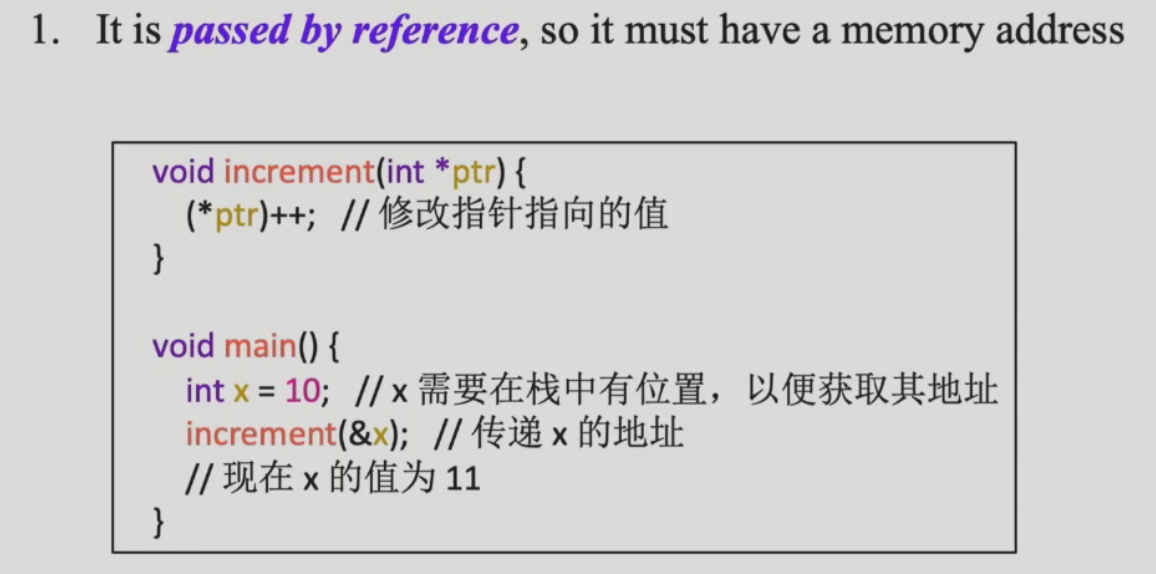 1. It is passed by reference, so it must have a memory address
void increment(int *ptr) {
(*ptr)++; // 修改指针指向的值
}
void main() {
int x = 10; // x 需要在栈中有位置，以便获取其地址
increment(&x); // 传递 x 的地址
// 现在 x 的值为 11
}